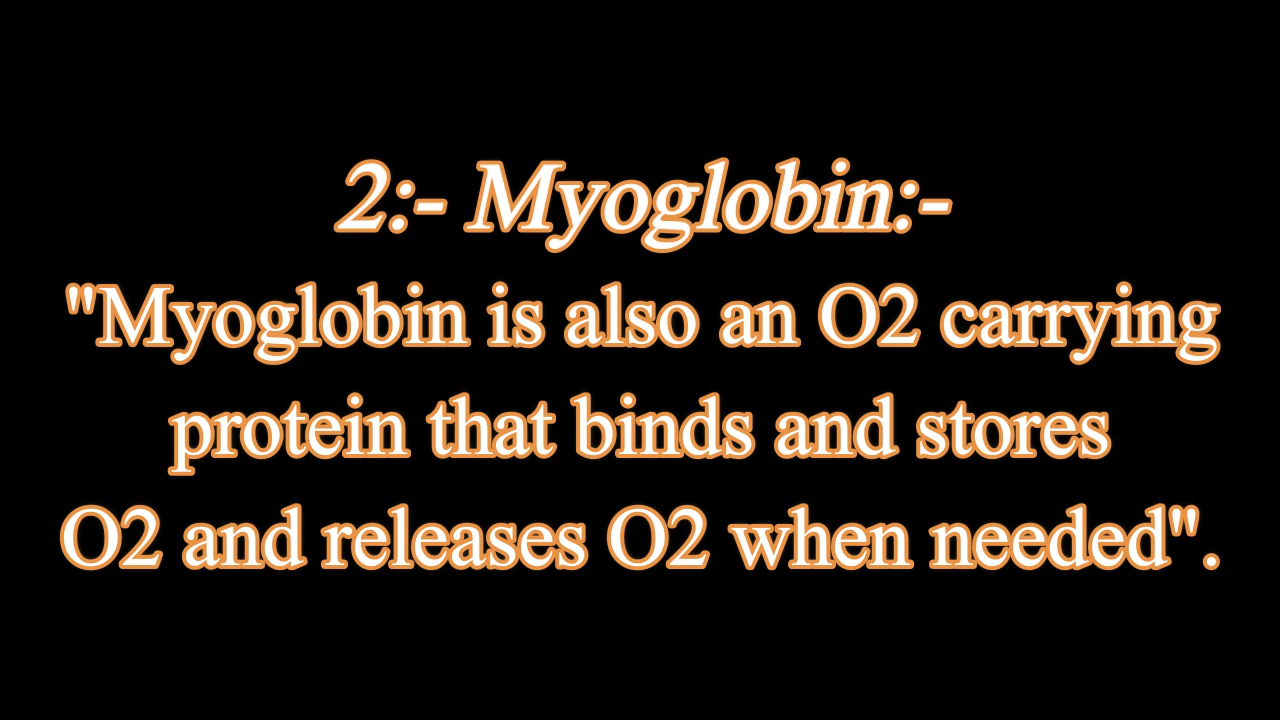 2:- Myoglobin:-
"Myoglobin is also an O2 carrying
protein that binds and stores
O2 and releases O2 when needed".